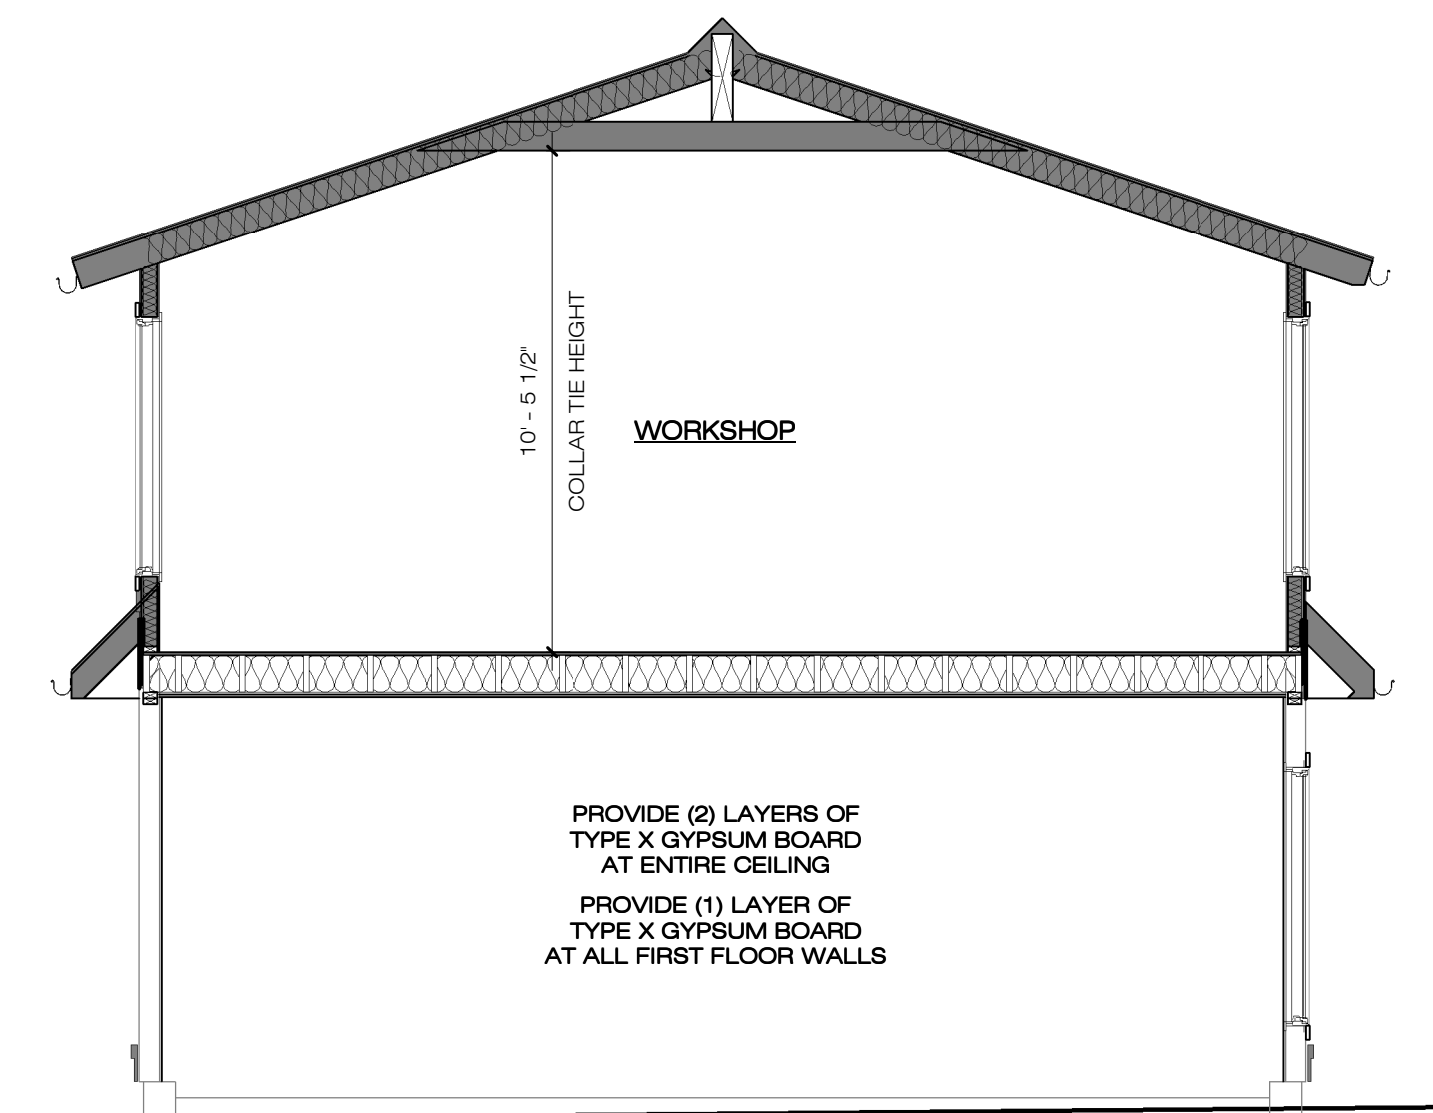 10' - 5 1/2"
COLLAR TIE HEIGHT
WORKSHOP
PROVIDE (2) LAYERS OF
TYPE X GYPSUM BOARD
AT ENTIRE CEILING
PROVIDE (1) LAYER OF
TYPE X GYPSUM BOARD
AT ALL FIRST FLOOR WALLS